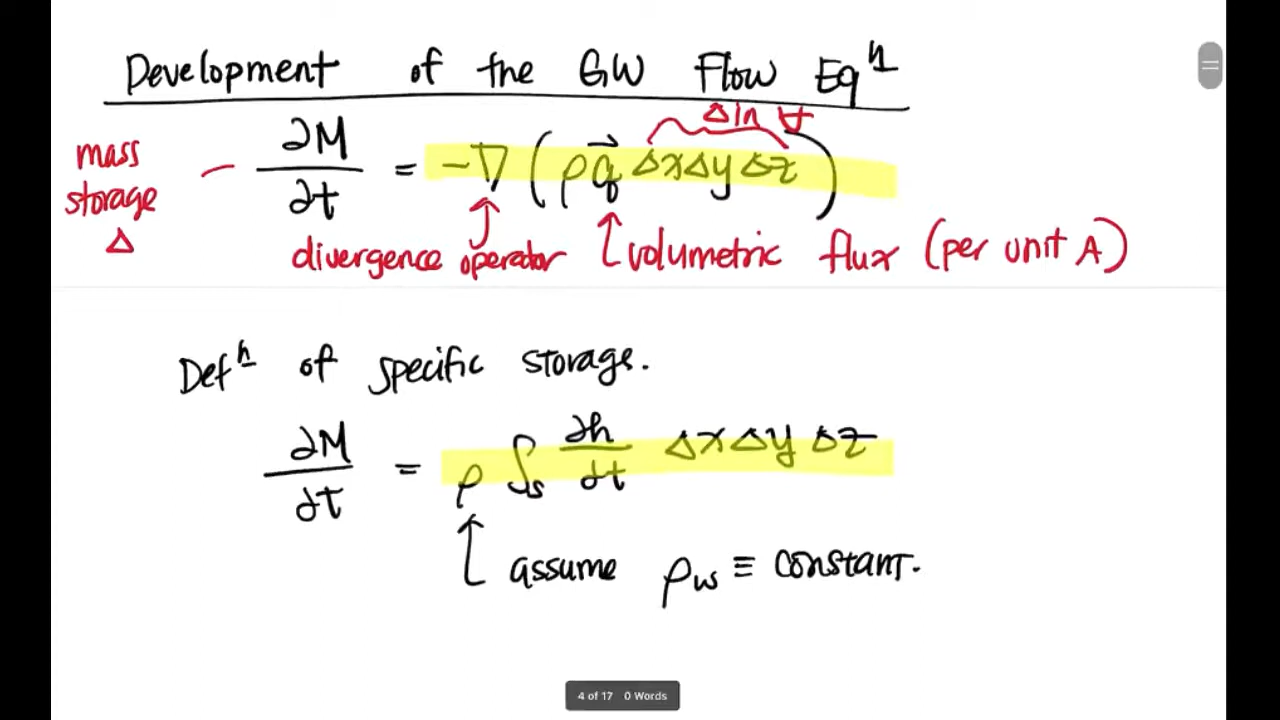 Development of the GW Flow Eqⁿ
Δ in ∀
mass storage Δ — ∂M/∂t = -∇ (ρq⃗ ΔxΔyΔz)
divergence operator
volumetric flux (per unit A)
Defⁿ of specific storage.
∂M/∂t = ρ Ss ∂h/∂t ΔxΔyΔz
assume ρw ≡ constant.
4 of 17 0 Words